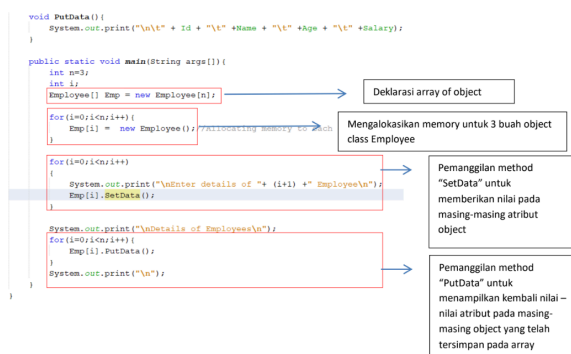 void PutData(){
System.out.print("\n\t" + Id + "\t" +Name + "\t" +Age + "\t" +Salary);
}
public static void main(String args[]){
int n=3;
int i;
Employee[] Emp = new Employee[n];
Deklarasi array of object
for(i=0;i<n;i++){
Emp[i] = new Employee();//Allocating memory to each
}
Mengalokasikan memory untuk 3 buah object
class Employee
for(i=0;i<n;i++)
{
System.out.print("\nEnter details of "+ (i+1) +" Employee\n");
Emp[i].SetData();
}
Pemanggilan method
"SetData" untuk
memberikan nilai pada
masing-masing atribut
object
System.out.print("\nDetails of Employees\n");
for(i=0;i<n;i++){
Emp[i].PutData();
}
System.out.print("\n");
}
}
Pemanggilan method
"PutData" untuk
menampilkan kembali nilai –
nilai atribut pada masing-
masing object yang telah
tersimpan pada array